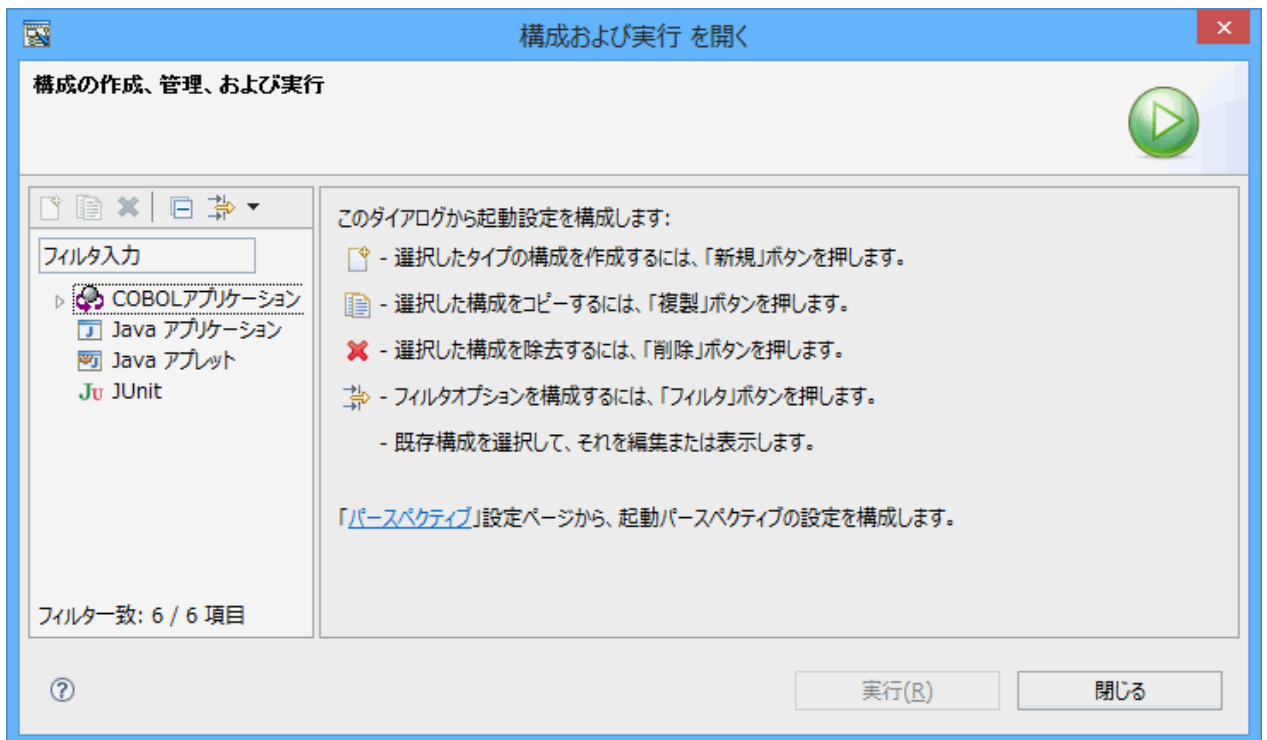 構成および実行 を開く
構成の作成、管理、および実行
フィルタ入力
COBOLアプリケーション
Java アプリケーション
Java アプレット
JUnit
フィルター致: 6 / 6 項目
このダイアログから起動設定を構成します:
- 選択したタイプの構成を作成するには、「新規」ボタンを押します。
- 選択した構成をコピーするには、「複製」ボタンを押します。
- 選択した構成を除去するには、「削除」ボタンを押します。
- フィルタオプションを構成するには、「フィルタ」ボタンを押します。
- 既存構成を選択して、それを編集または表示します。
「パースペクティブ」設定ページから、起動パースペクティブの設定を構成します。
実行(R)
閉じる